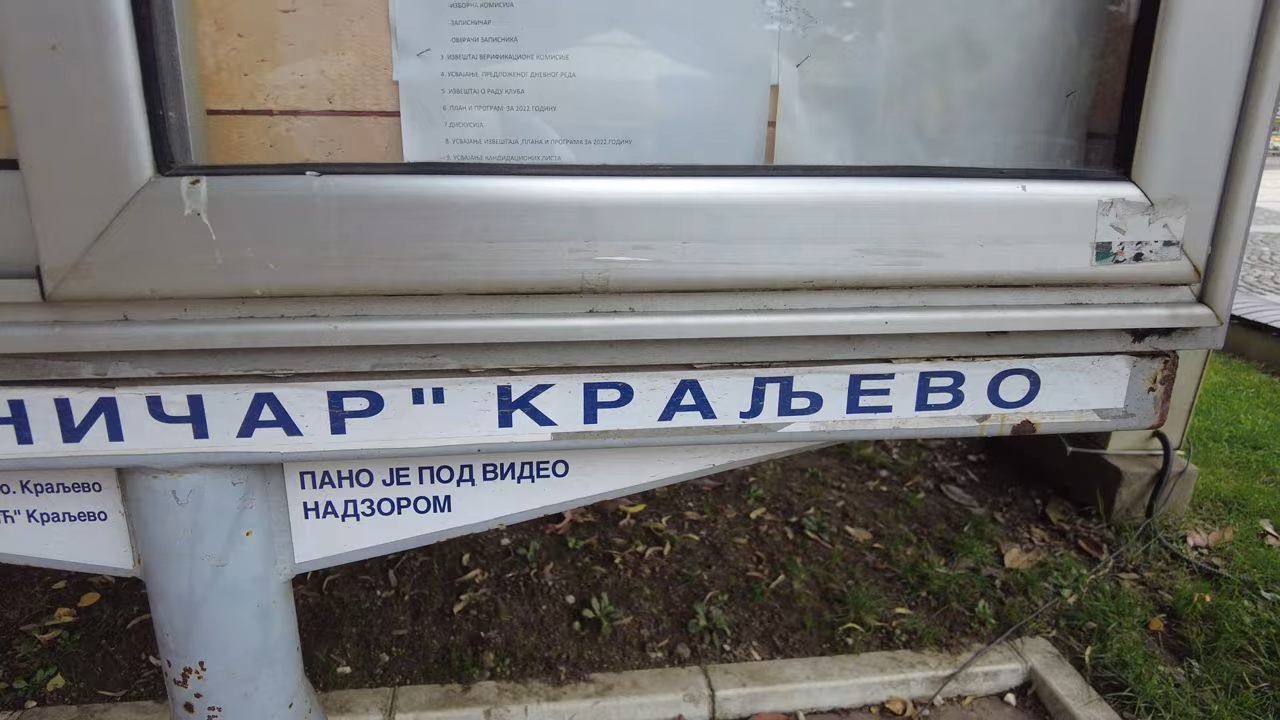 -ИЗБОРНА КОМИСИЈА
-ЗАПИСНИЧАР
-ОВЕРАЧИ ЗАПИСНИКА
3. ИЗВЕШТАЈ ВЕРИФИКАЦИОНЕ КОМИСИЈЕ
4. УСВАЈАЊЕ ПРЕДЛОЖЕНОГ ДНЕВНОГ РЕДА
5. ИЗВЕШТАЈ О РАДУ КЛУБА
6. ПЛАН И ПРОГРАМ ЗА 2022 ГОДИНУ
7. ДИСКУСИЈА
8. УСВАЈАЊЕ ИЗВЕШТАЈА ,ПЛАНА И ПРОГРАМА ЗА 2022.ГОДИНУ
9. УСВАЈАЊЕ КАНДИДАЦИОНИХ ЛИСТА
НИЧАР" КРАЉЕВО
о. Краљево
Ћ" Краљево
ПАНО ЈЕ ПОД ВИДЕО
НАДЗОРОМ